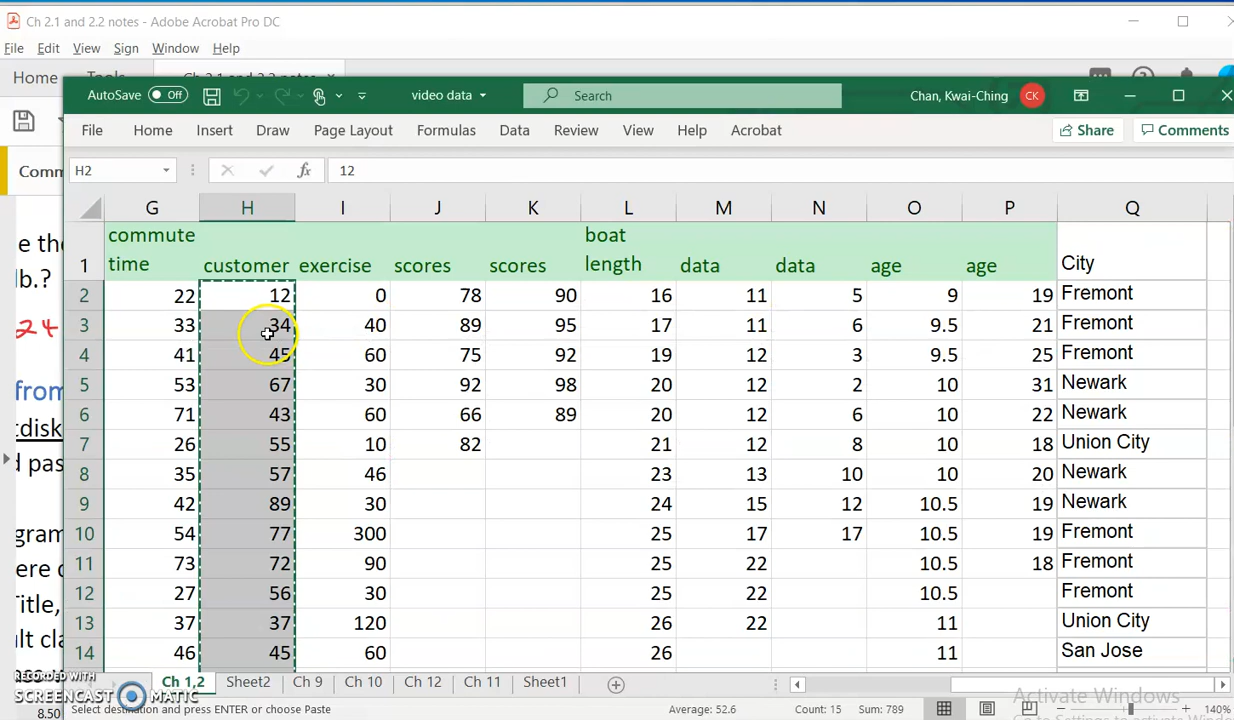 Ch 2.1 and 2.2 notes - Adobe Acrobat Pro DC
File Edit View Sign Window Help
Home Tools Ch 2.1 and 2.2 notes
AutoSave Off video data Search Chan, Kwai-Ching CK
File Home Insert Draw Page Layout Formulas Data Review View Help Acrobat Share Comments
Comm
H2 fx 12
G H I J K L M N O P Q
1 commute time customer exercise scores scores boat length data data age age City
2 22 12 0 78 90 16 11 5 9 19 Fremont
3 33 34 40 89 95 17 11 6 9.5 21 Fremont
4 41 45 60 75 92 19 12 3 9.5 25 Fremont
5 53 67 30 92 98 20 12 2 10 31 Newark
6 71 43 60 66 89 20 12 6 10 22 Newark
7 26 55 10 82 21 12 8 10 18 Union City
8 35 57 46 23 13 10 10 20 Newark
9 42 89 30 24 15 12 10.5 19 Newark
10 54 77 300 25 17 17 10.5 19 Fremont
11 73 72 90 25 22 10.5 18 Fremont
12 27 56 30 25 22 10.5 Fremont
13 37 37 120 26 22 11 Union City
14 46 45 60 26 11 San Jose
e the
b.?
24
from
tdisk
d pas
gram
ere d
Title,
ult cla
8.50
Ch 1,2 Sheet2 Ch 9 Ch 10 Ch 12 Ch 11 Sheet1
Select destination and press ENTER or choose Paste Average: 52.6 Count: 15 Sum: 789 140%
RECORDED WITH
SCREENCAST MATIC
Activate Windows